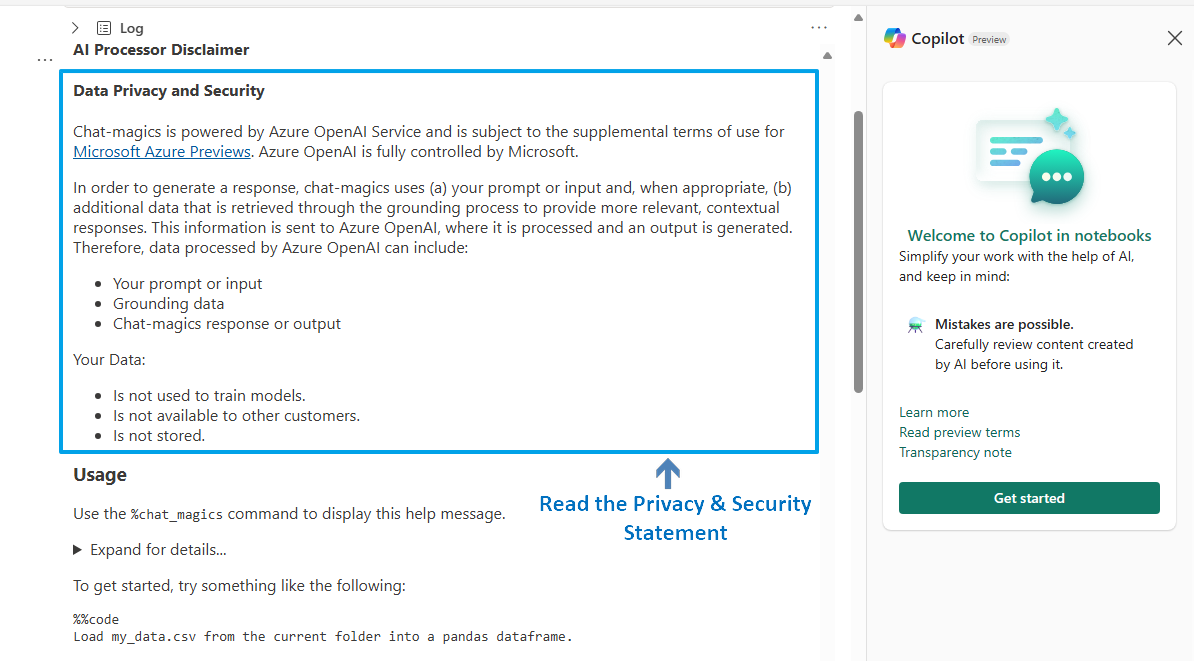 Log
AI Processor Disclaimer
Data Privacy and Security
Chat-magics is powered by Azure OpenAI Service and is subject to the supplemental terms of use for
Microsoft Azure Previews. Azure OpenAI is fully controlled by Microsoft.
In order to generate a response, chat-magics uses (a) your prompt or input and, when appropriate, (b)
additional data that is retrieved through the grounding process to provide more relevant, contextual
responses. This information is sent to Azure OpenAI, where it is processed and an output is generated.
Therefore, data processed by Azure OpenAI can include:
• Your prompt or input
• Grounding data
• Chat-magics response or output
Your Data:
• Is not used to train models.
• Is not available to other customers.
• Is not stored.
Usage
Use the %chat_magics command to display this help message.
Expand for details...
To get started, try something like the following:
%%code
Load my_data.csv from the current folder into a pandas dataframe.
Read the Privacy & Security
Statement
Copilot Preview
Welcome to Copilot in notebooks
Simplify your work with the help of AI,
and keep in mind:
Mistakes are possible.
Carefully review content created
by AI before using it.
Learn more
Read preview terms
Transparency note
Get started